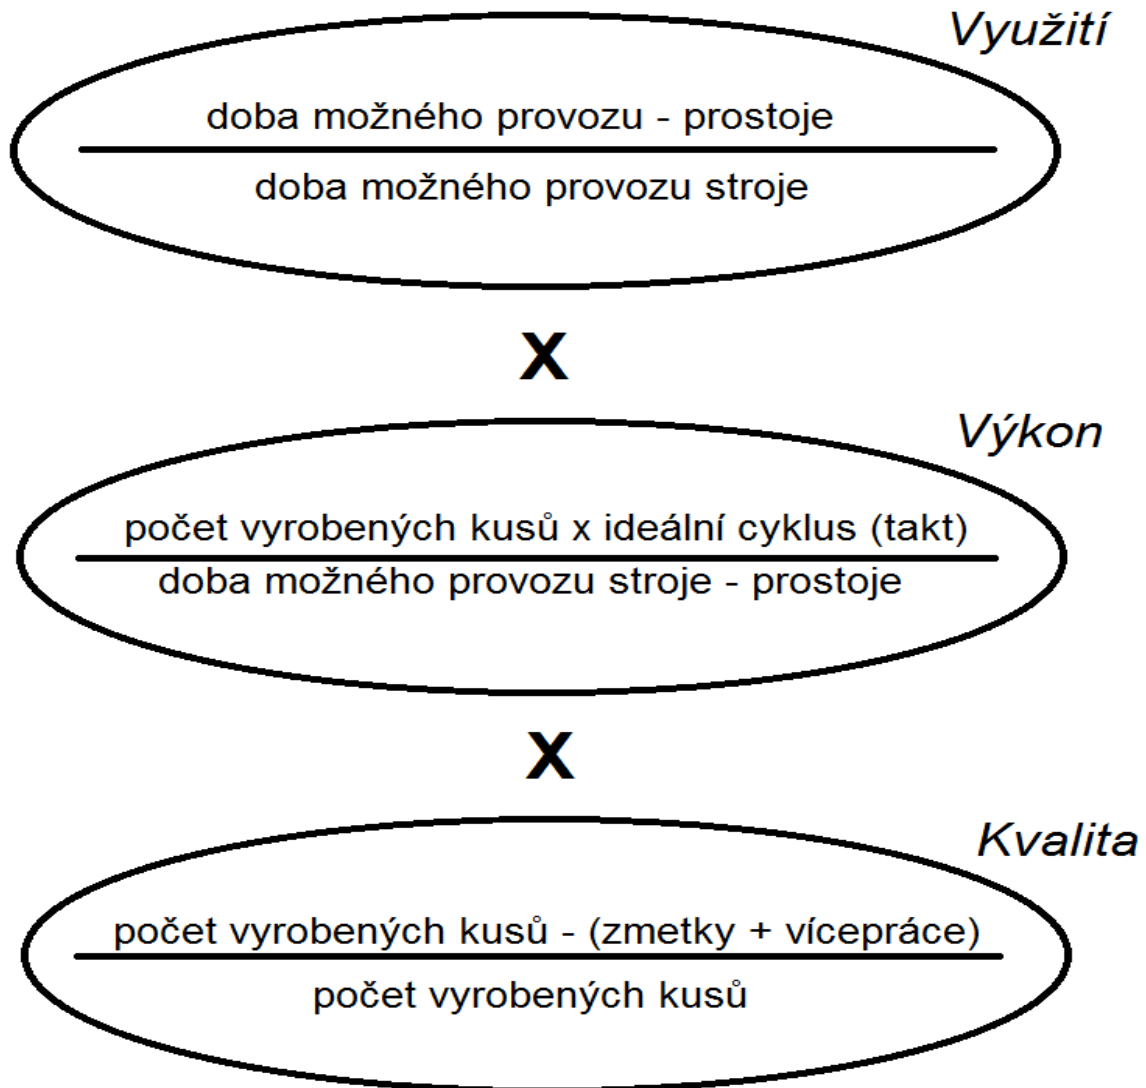 Využití
doba možného provozu - prostoje
doba možného provozu stroje
X
Výkon
počet vyrobených kusů x ideální cyklus (takt)
doba možného provozu stroje - prostoje
X
Kvalita
počet vyrobených kusů - (zmetky + vícepráce)
počet vyrobených kusů